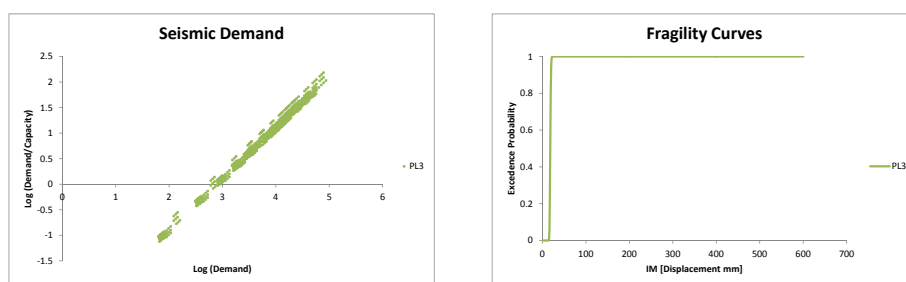 Seismic Demand
2.5
2
1.5
1
0.5
0
-0.5
-1
-1.5
0 1 2 3 4 5 6
Log (Demand/Capacity)
Log (Demand)
PL3
Fragility Curves
1
0.8
0.6
0.4
0.2
0
0 100 200 300 400 500 600 700
Excedence Probability
IM [Displacement mm]
PL3